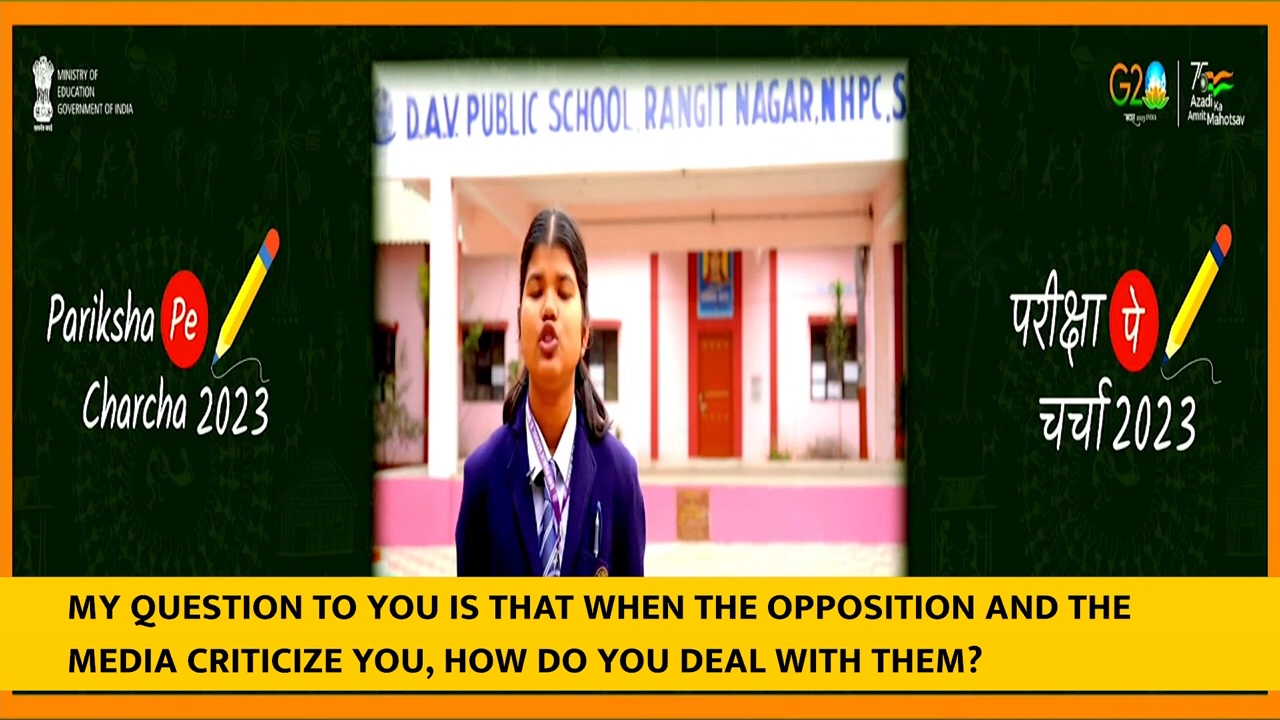 MINISTRY OF
EDUCATION
GOVERNMENT OF INDIA
G20
75
Azadi Ka
Amrit Mahotsav
D.A.V. PUBLIC SCHOOL, RANGIT NAGAR, NHPC, S
Pariksha Pe
Charcha 2023
परीक्षा पे
चर्चा 2023
MY QUESTION TO YOU IS THAT WHEN THE OPPOSITION AND THE
MEDIA CRITICIZE YOU, HOW DO YOU DEAL WITH THEM?